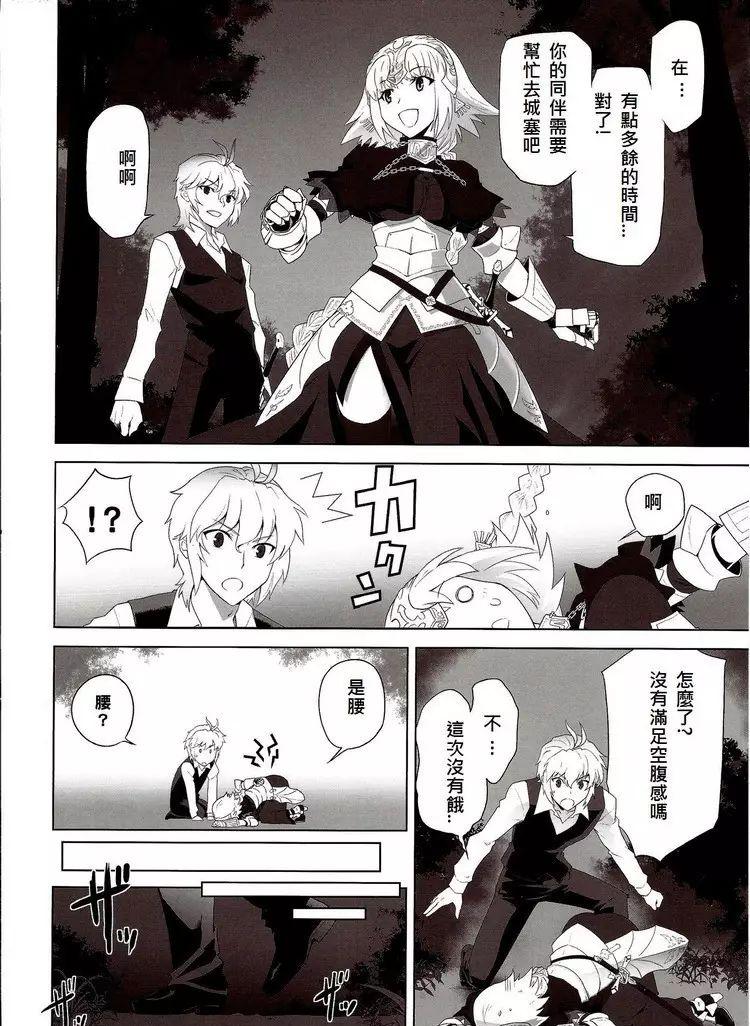 在…
有點多餘的時間…
對了!
你的同伴需要
幫忙去城塞吧
啊啊
啊
カクン
!?
怎麼了?
沒有滿足空腹感嗎
不…
這次沒有餓…
是腰
腰?
ザッ
ザッ